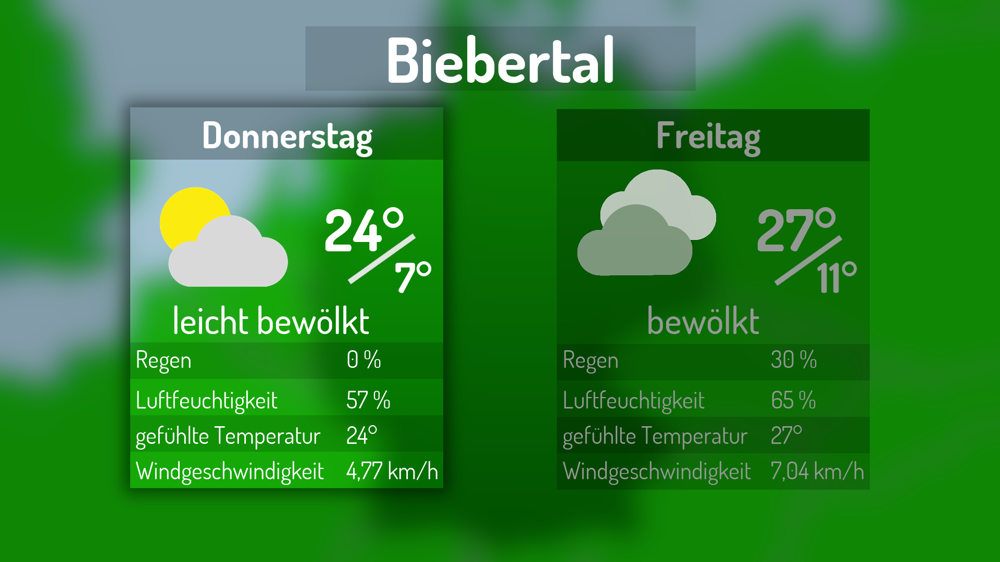 Biebertal
Donnerstag
24°
7°
leicht bewölkt
Regen 0 %
Luftfeuchtigkeit 57 %
gefühlte Temperatur 24°
Windgeschwindigkeit 4,77 km/h
Freitag
27°
11°
bewölkt
Regen 30 %
Luftfeuchtigkeit 65 %
gefühlte Temperatur 27°
Windgeschwindigkeit 7,04 km/h